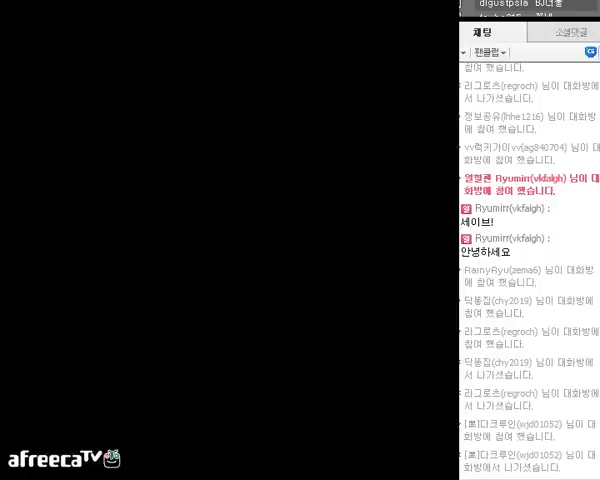 dlgustpsla BJ너를
채팅 소셜댓글
팬클럽
참여 했습니다.
라그로츠(regroch) 님이 대화방에
서 나가셨습니다.
정보공유(lhhe1216) 님이 대화방
에 참여 했습니다.
vv럭키가이vv(ag840704) 님이 대
화방에 참여 했습니다.
열혈팬 Ryumirr(vkfalgh) 님이 대
화방에 참여 했습니다.
열 Ryumirr(vkfalgh) :
세이브!
열 Ryumirr(vkfalgh) :
안녕하세요
RainyRyu(zema6) 님이 대화방
에 참여 했습니다.
닥똥집(chy2019) 님이 대화방에
참여 했습니다.
라그로츠(regroch) 님이 대화방에
참여 했습니다.
닥똥집(chy2019) 님이 대화방에
서 나가셨습니다.
라그로츠(regroch) 님이 대화방에
서 나가셨습니다.
[黑]다크루인(wjd01052) 님이 대
화방에 참여 했습니다.
[黑]다크루인(wjd01052) 님이 대
화방에서 나가셨습니다.
afreecaTV